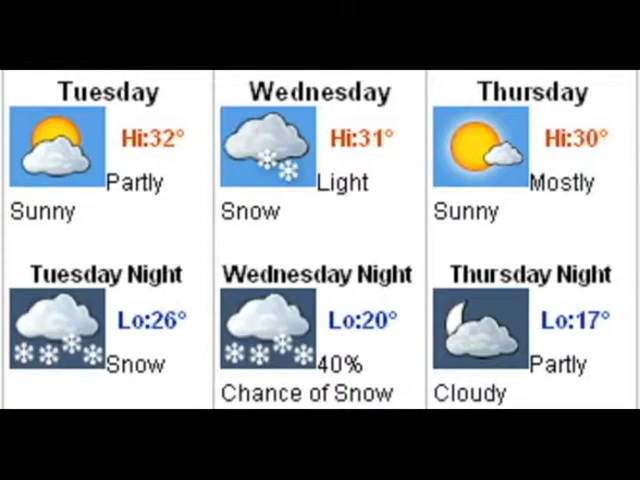 Tuesday
Hi:32°
Partly
Sunny
Wednesday
Hi:31°
Light
Snow
Thursday
Hi:30°
Mostly
Sunny
Tuesday Night
Lo:26°
Snow
Wednesday Night
Lo:20°
40%
Chance of Snow
Thursday Night
Lo:17°
Partly
Cloudy